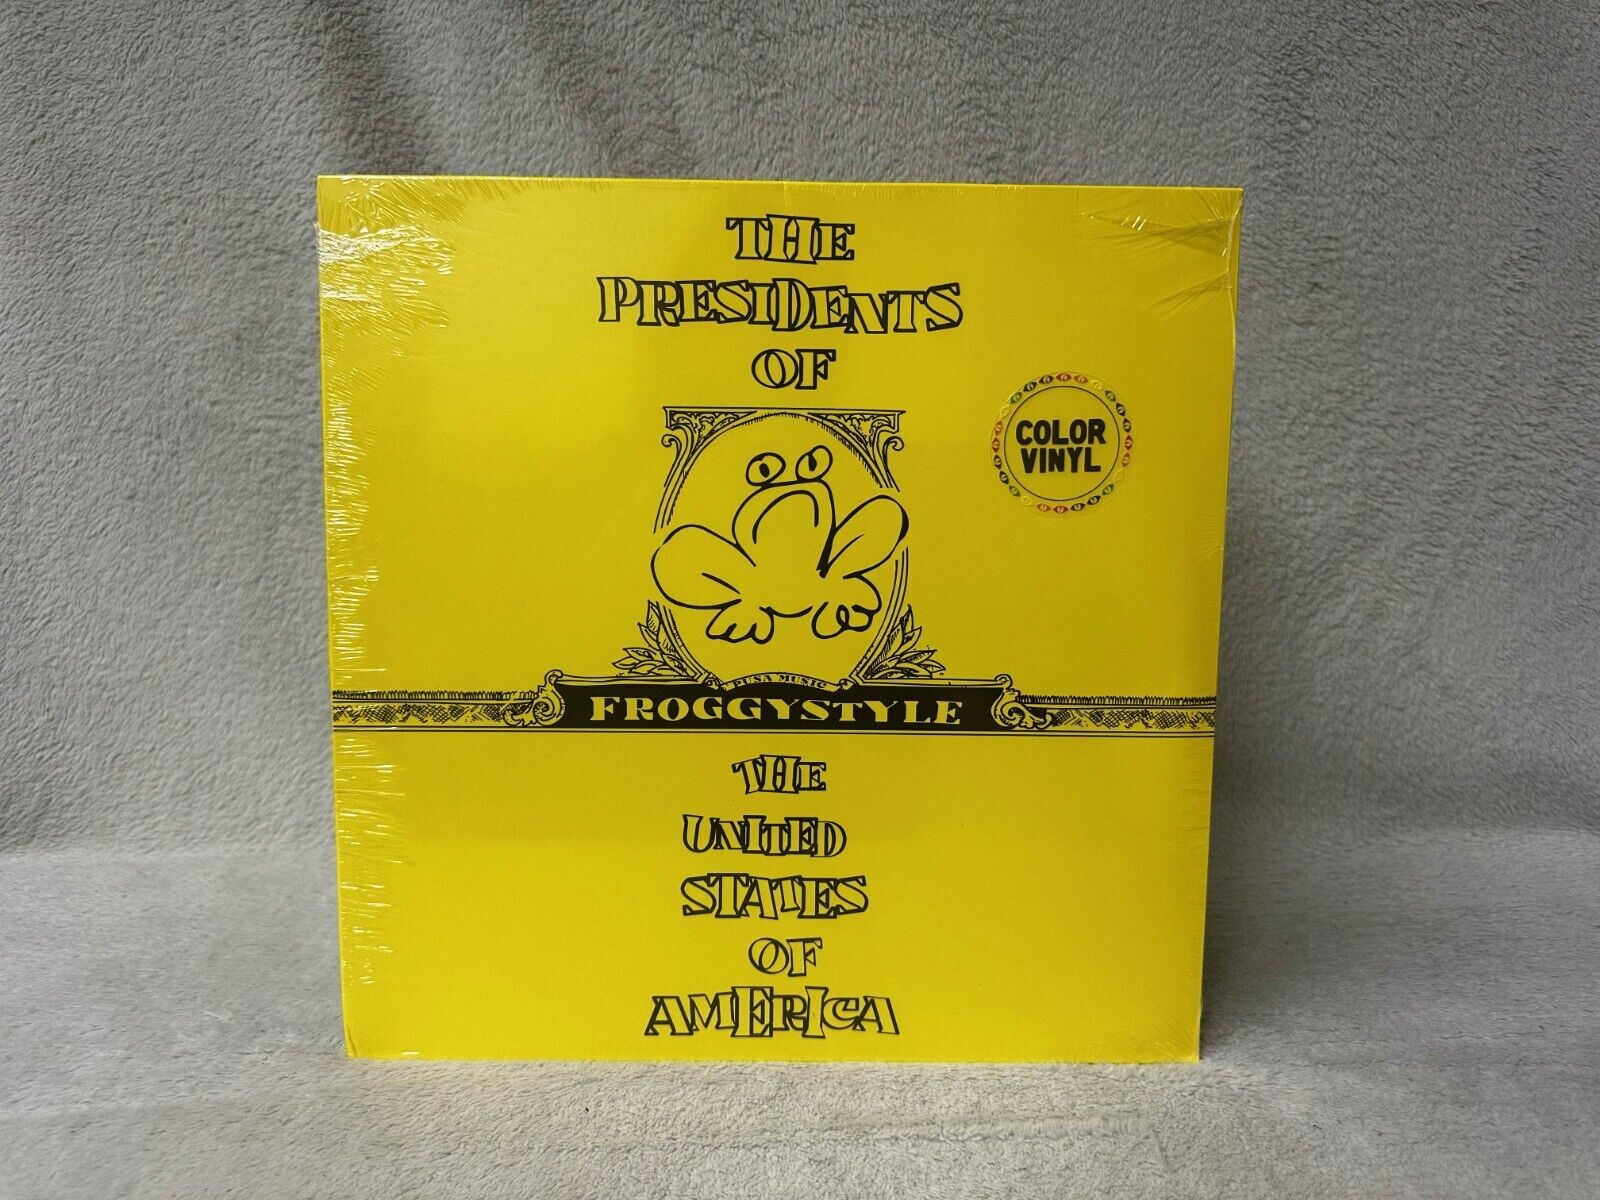 THE
PRESIDENTS
OF
COLOR
VINYL
PUSA MUSIC
FROGGYSTYLE
THE
UNITED
STATES
OF
AMERICA